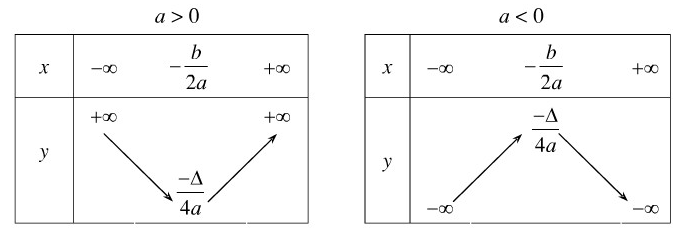 a > 0
x −∞ −b/2a +∞
y +∞ +∞
−Δ/4a
a < 0
x −∞ −b/2a +∞
y −Δ/4a
−∞ −∞